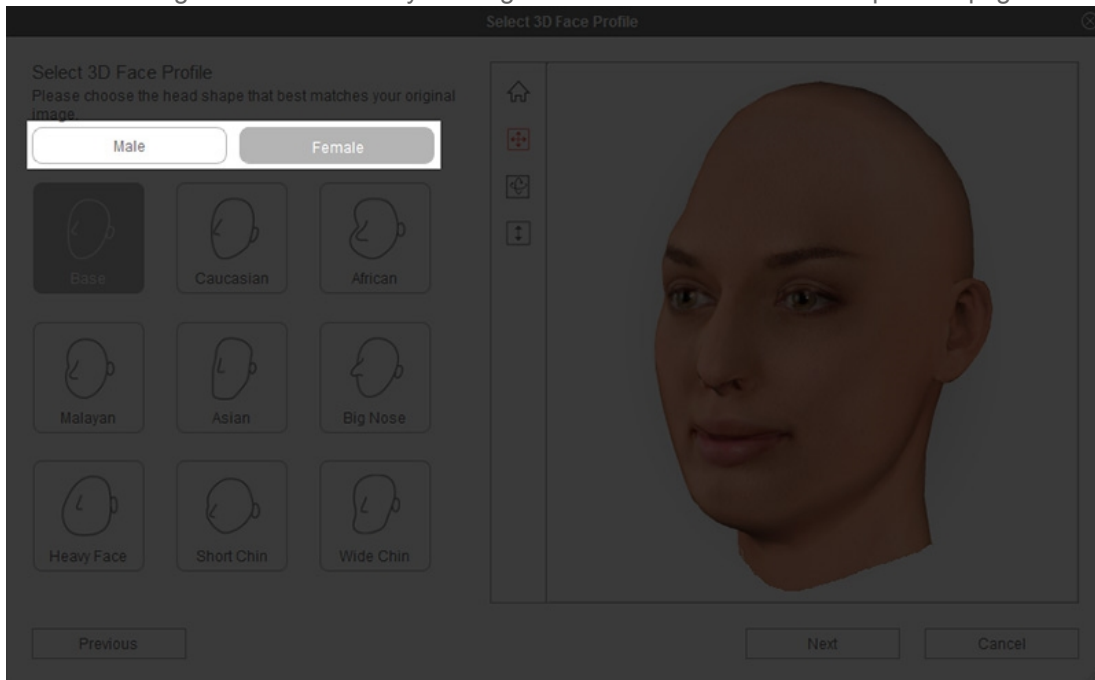 Select 3D Face Profile
Select 3D Face Profile
Please choose the head shape that best matches your original
image.
Male Female
Base Caucasian African
Malayan Asian Big Nose
Heavy Face Short Chin Wide Chin
Previous Next Cancel